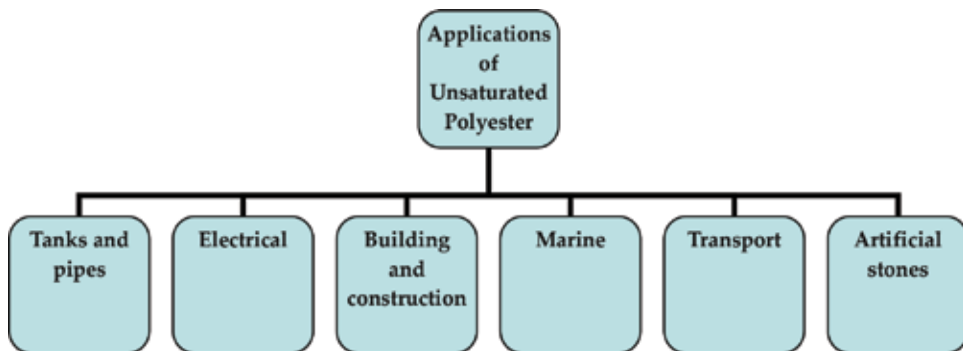 Applications
of
Unsaturated
Polyester
Tanks and
pipes
Electrical
Building
and
construction
Marine
Transport
Artificial
stones